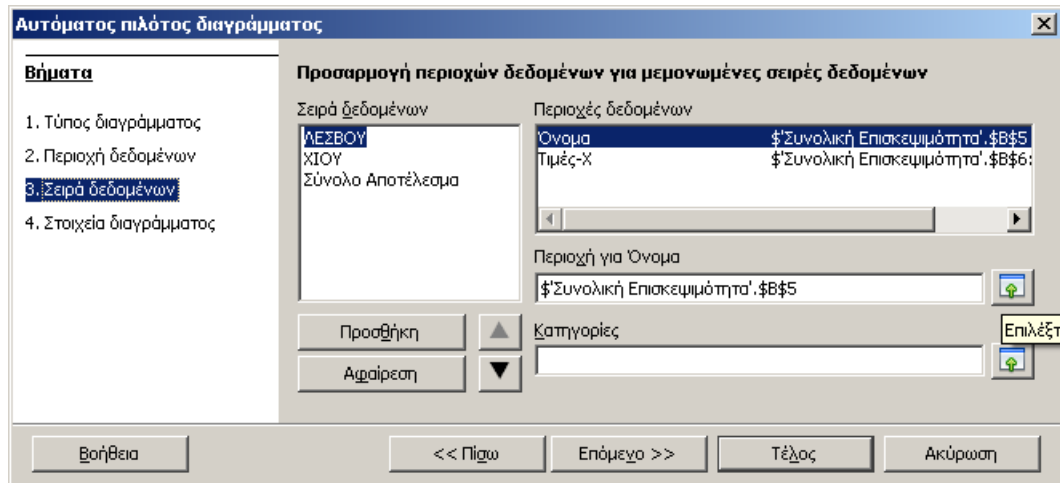 Αυτόματος πιλότος διαγράμματος
Βήματα
1. Τύπος διαγράμματος
2. Περιοχή δεδομένων
3. Σειρά δεδομένων
4. Στοιχεία διαγράμματος
Προσαρμογή περιοχών δεδομένων για μεμονωμένες σειρές δεδομένων
Σειρά δεδομένων
ΛΕΣΒΟΥ
ΧΙΟΥ
Σύνολο Αποτέλεσμα
Προσθήκη
Αφαίρεση
Περιοχές δεδομένων
Όνομα $'Συνολική Επισκεψιμότητα'.$B$5
Τιμές-X $'Συνολική Επισκεψιμότητα'.$B$6:
Περιοχή για Όνομα
$'Συνολική Επισκεψιμότητα'.$B$5
Επιλέξτ
Κατηγορίες
Βοήθεια
<< Πίσω
Επόμενο >>
Τέλος
Ακύρωση